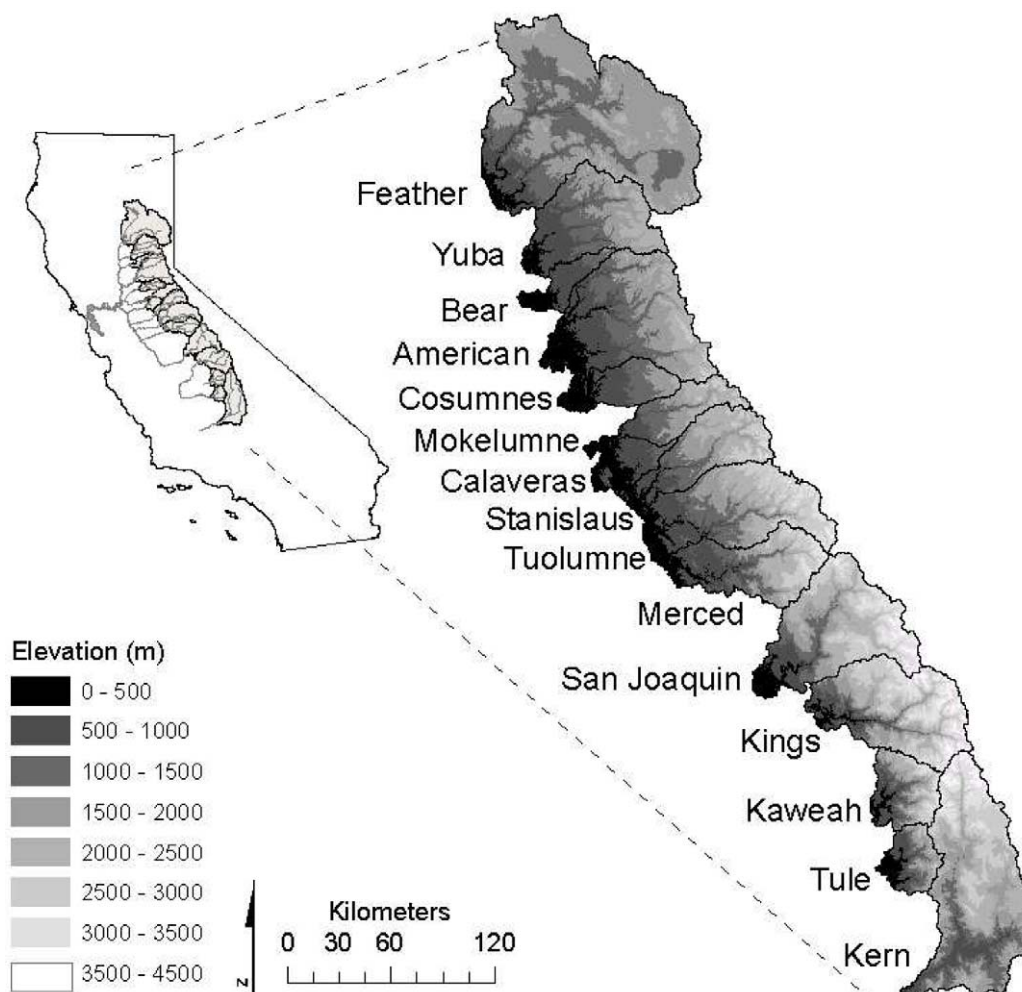 Feather
Yuba
Bear
American
Cosumnes
Mokelumne
Calaveras
Stanislaus
Tuolumne
Merced
San Joaquin
Kings
Kaweah
Tule
Kern
Elevation (m)
0 - 500
500 - 1000
1000 - 1500
1500 - 2000
2000 - 2500
2500 - 3000
3000 - 3500
3500 - 4500
N
Kilometers
0 30 60 120